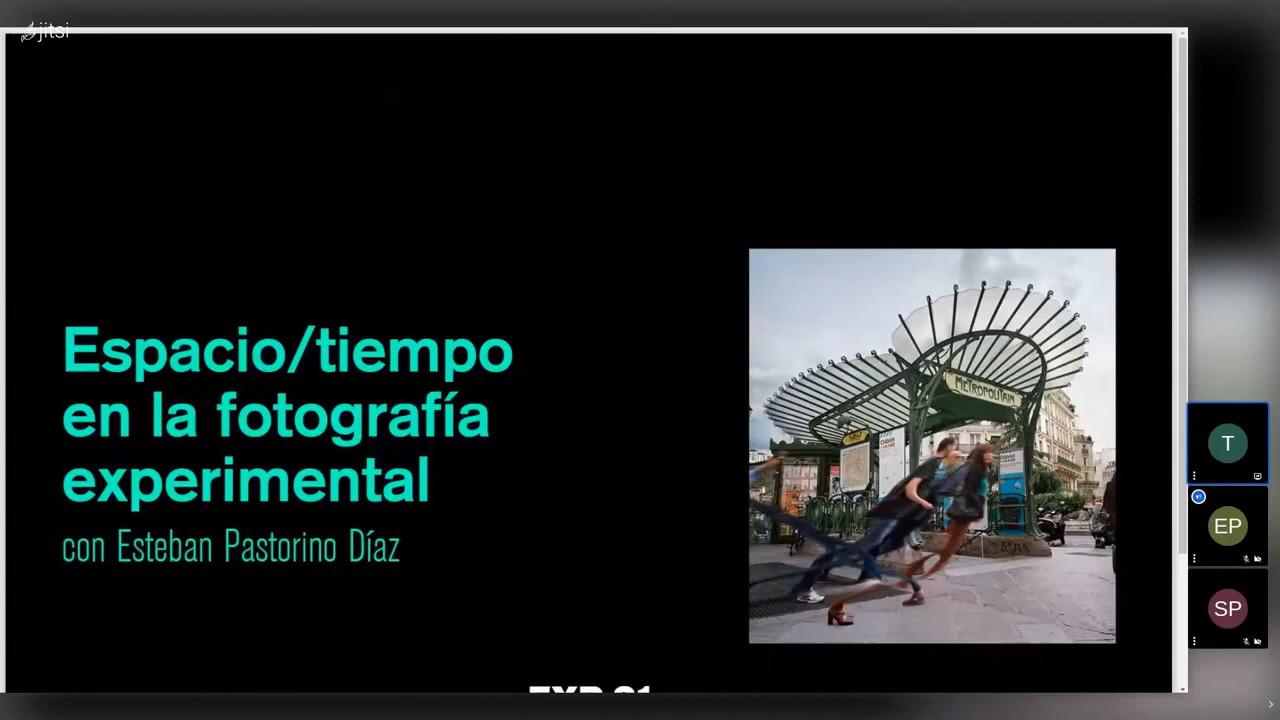 jitsi
Espacio/tiempo
en la fotografía
experimental
con Esteban Pastorino Díaz
METROPOLITAIN
T
EP
SP